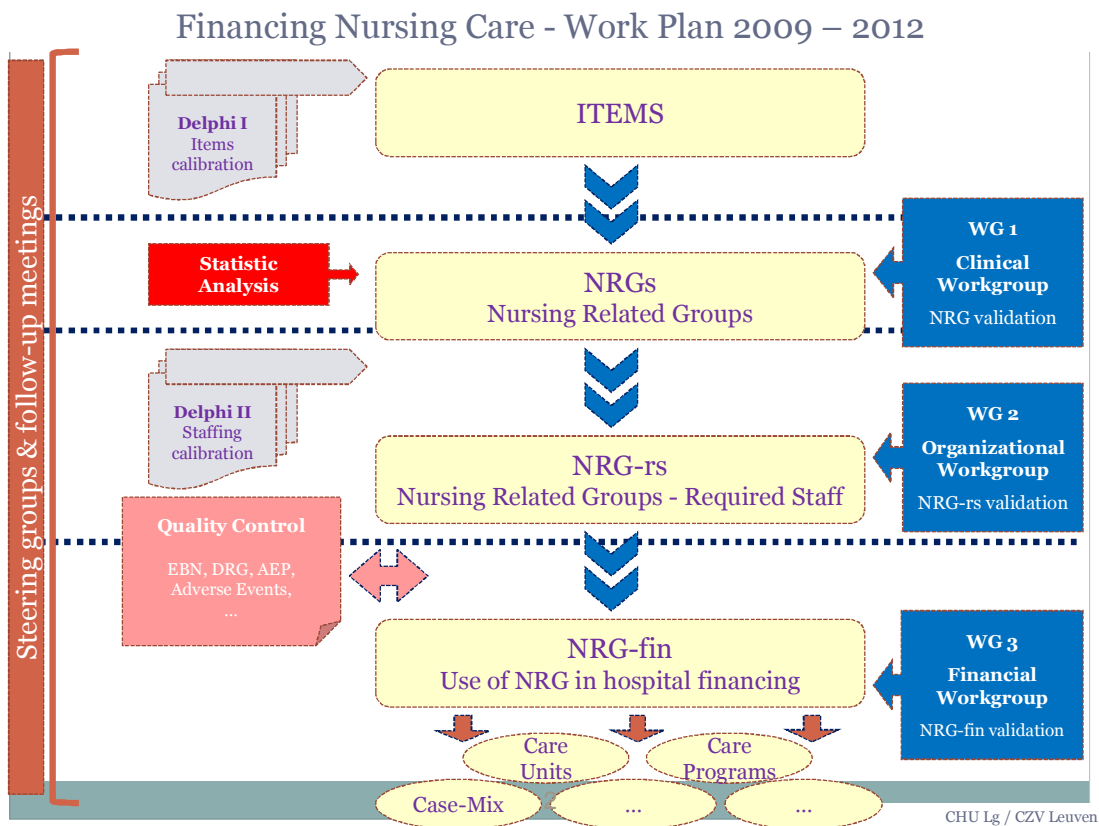 Financing Nursing Care - Work Plan 2009 – 2012
Steering groups & follow-up meetings
Delphi I
Items
calibration
ITEMS
WG 1
Clinical
Workgroup
NRG validation
Statistic
Analysis
NRGs
Nursing Related Groups
Delphi II
Staffing
calibration
WG 2
Organizational
Workgroup
NRG-rs validation
NRG-rs
Nursing Related Groups - Required Staff
Quality Control
EBN, DRG, AEP,
Adverse Events,
...
NRG-fin
Use of NRG in hospital financing
WG 3
Financial
Workgroup
NRG-fin validation
Care
Units
Care
Programs
Case-Mix
...
...
CHU Lg / CZV Leuven